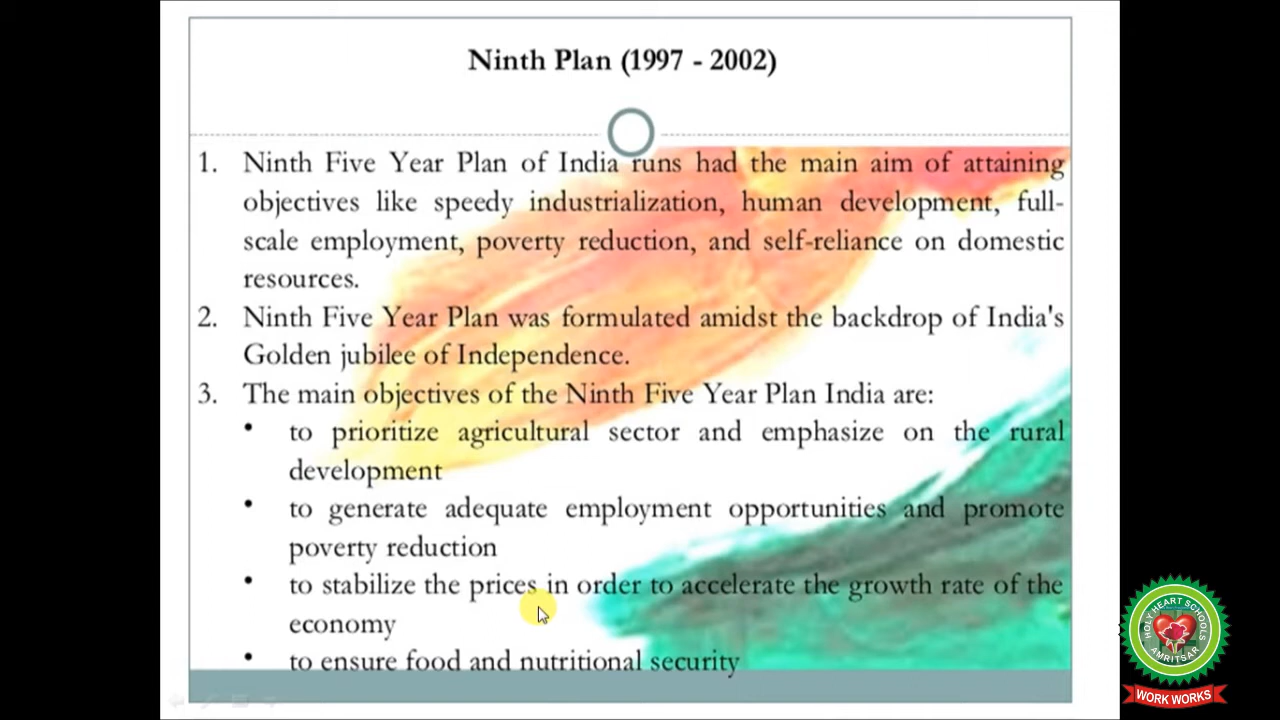 Ninth Plan (1997 - 2002)
1. Ninth Five Year Plan of India runs had the main aim of attaining
objectives like speedy industrialization, human development, full-
scale employment, poverty reduction, and self-reliance on domestic
resources.
2. Ninth Five Year Plan was formulated amidst the backdrop of India's
Golden jubilee of Independence.
3. The main objectives of the Ninth Five Year Plan India are:
• to prioritize agricultural sector and emphasize on the rural
development
• to generate adequate employment opportunities and promote
poverty reduction
• to stabilize the prices in order to accelerate the growth rate of the
economy
• to ensure food and nutritional security
HOLY HEART SCHOOLS
AMRITSAR
WORK WORKS